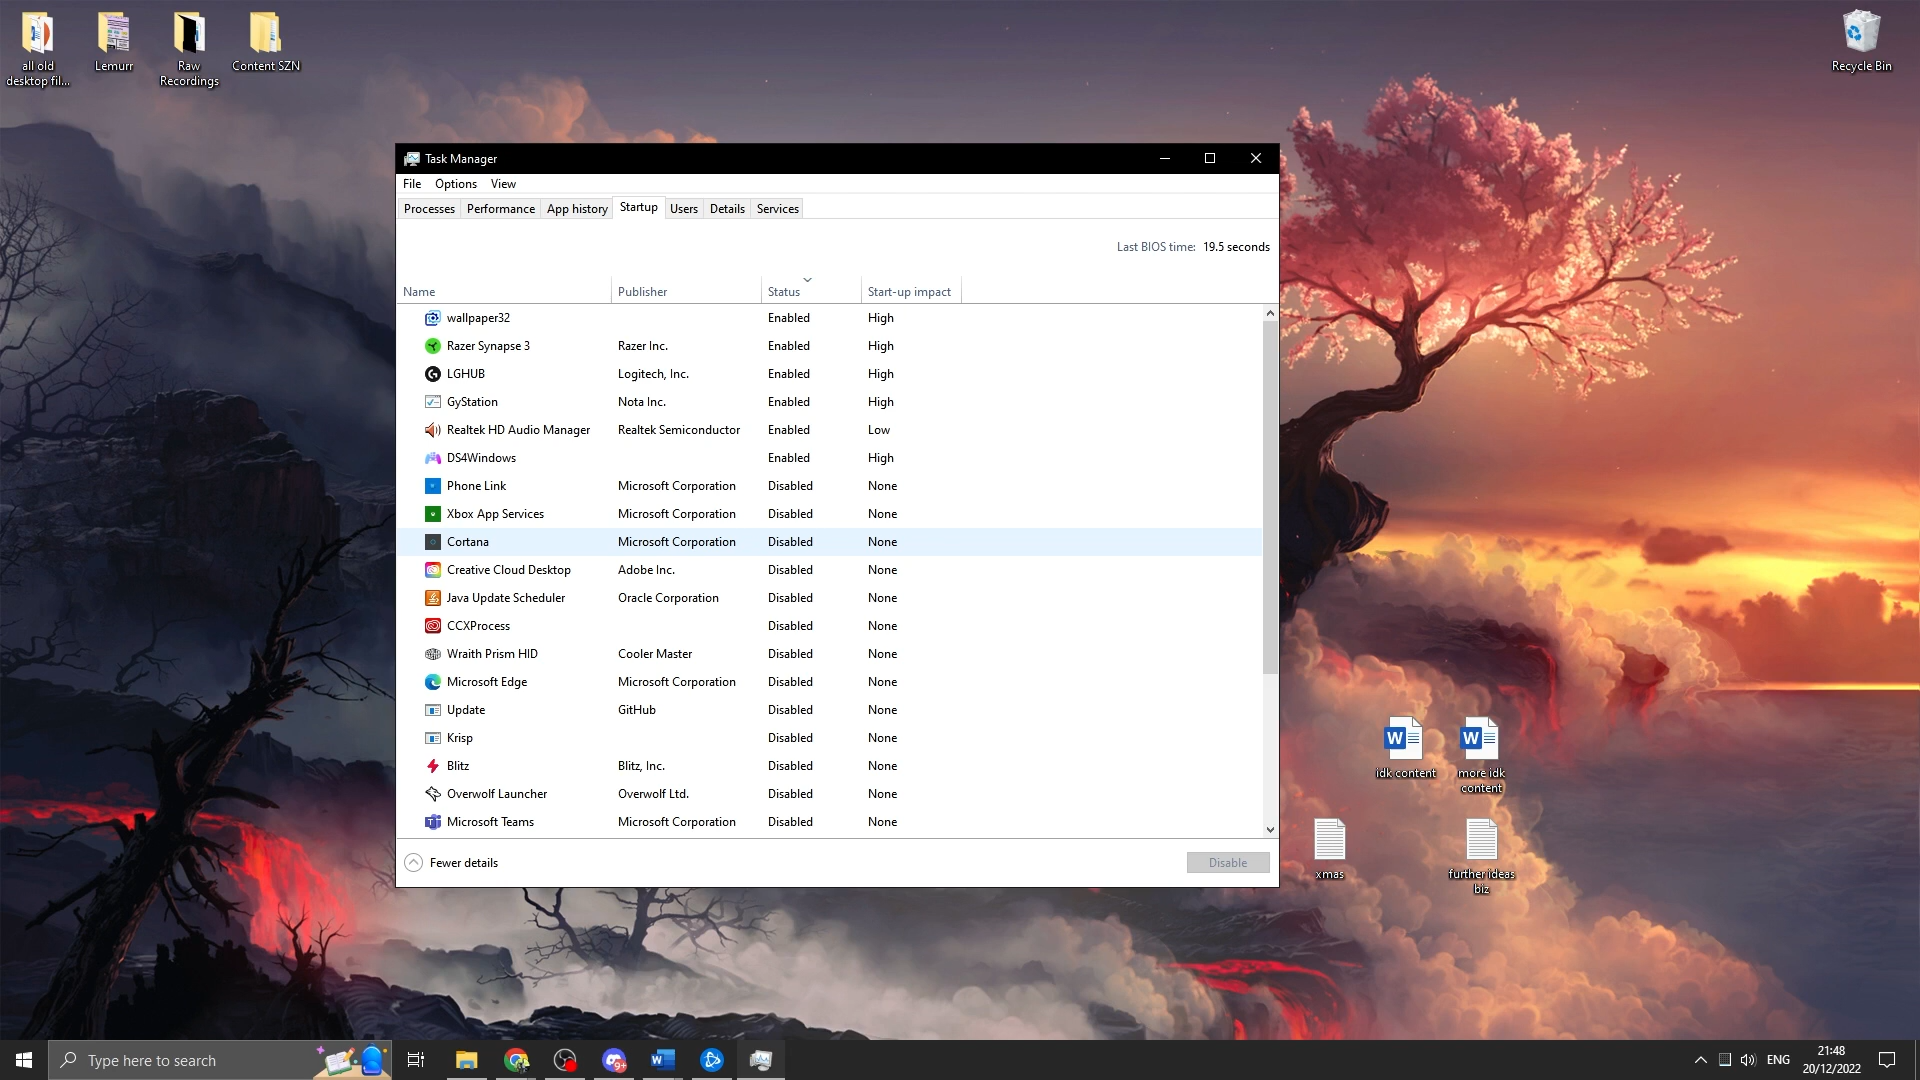 all old
desktop fil...
Lemurr
Raw
Recordings
Content SZN
Recycle Bin
Task Manager
File Options View
Processes Performance App history Startup Users Details Services
Last BIOS time: 19.5 seconds
Name Publisher Status Start-up impact
wallpaper32 Enabled High
Razer Synapse 3 Razer Inc. Enabled High
LGHUB Logitech, Inc. Enabled High
GyStation Nota Inc. Enabled High
Realtek HD Audio Manager Realtek Semiconductor Enabled Low
DS4Windows Enabled High
Phone Link Microsoft Corporation Disabled None
Xbox App Services Microsoft Corporation Disabled None
Cortana Microsoft Corporation Disabled None
Creative Cloud Desktop Adobe Inc. Disabled None
Java Update Scheduler Oracle Corporation Disabled None
CCXProcess Disabled None
Wraith Prism HID Cooler Master Disabled None
Microsoft Edge Microsoft Corporation Disabled None
Update GitHub Disabled None
Krisp Disabled None
Blitz Blitz, Inc. Disabled None
Overwolf Launcher Overwolf Ltd. Disabled None
Microsoft Teams Microsoft Corporation Disabled None
Fewer details Disable
idk content
more idk
content
xmas
further ideas
biz
Type here to search
9+
ENG
21:48
20/12/2022